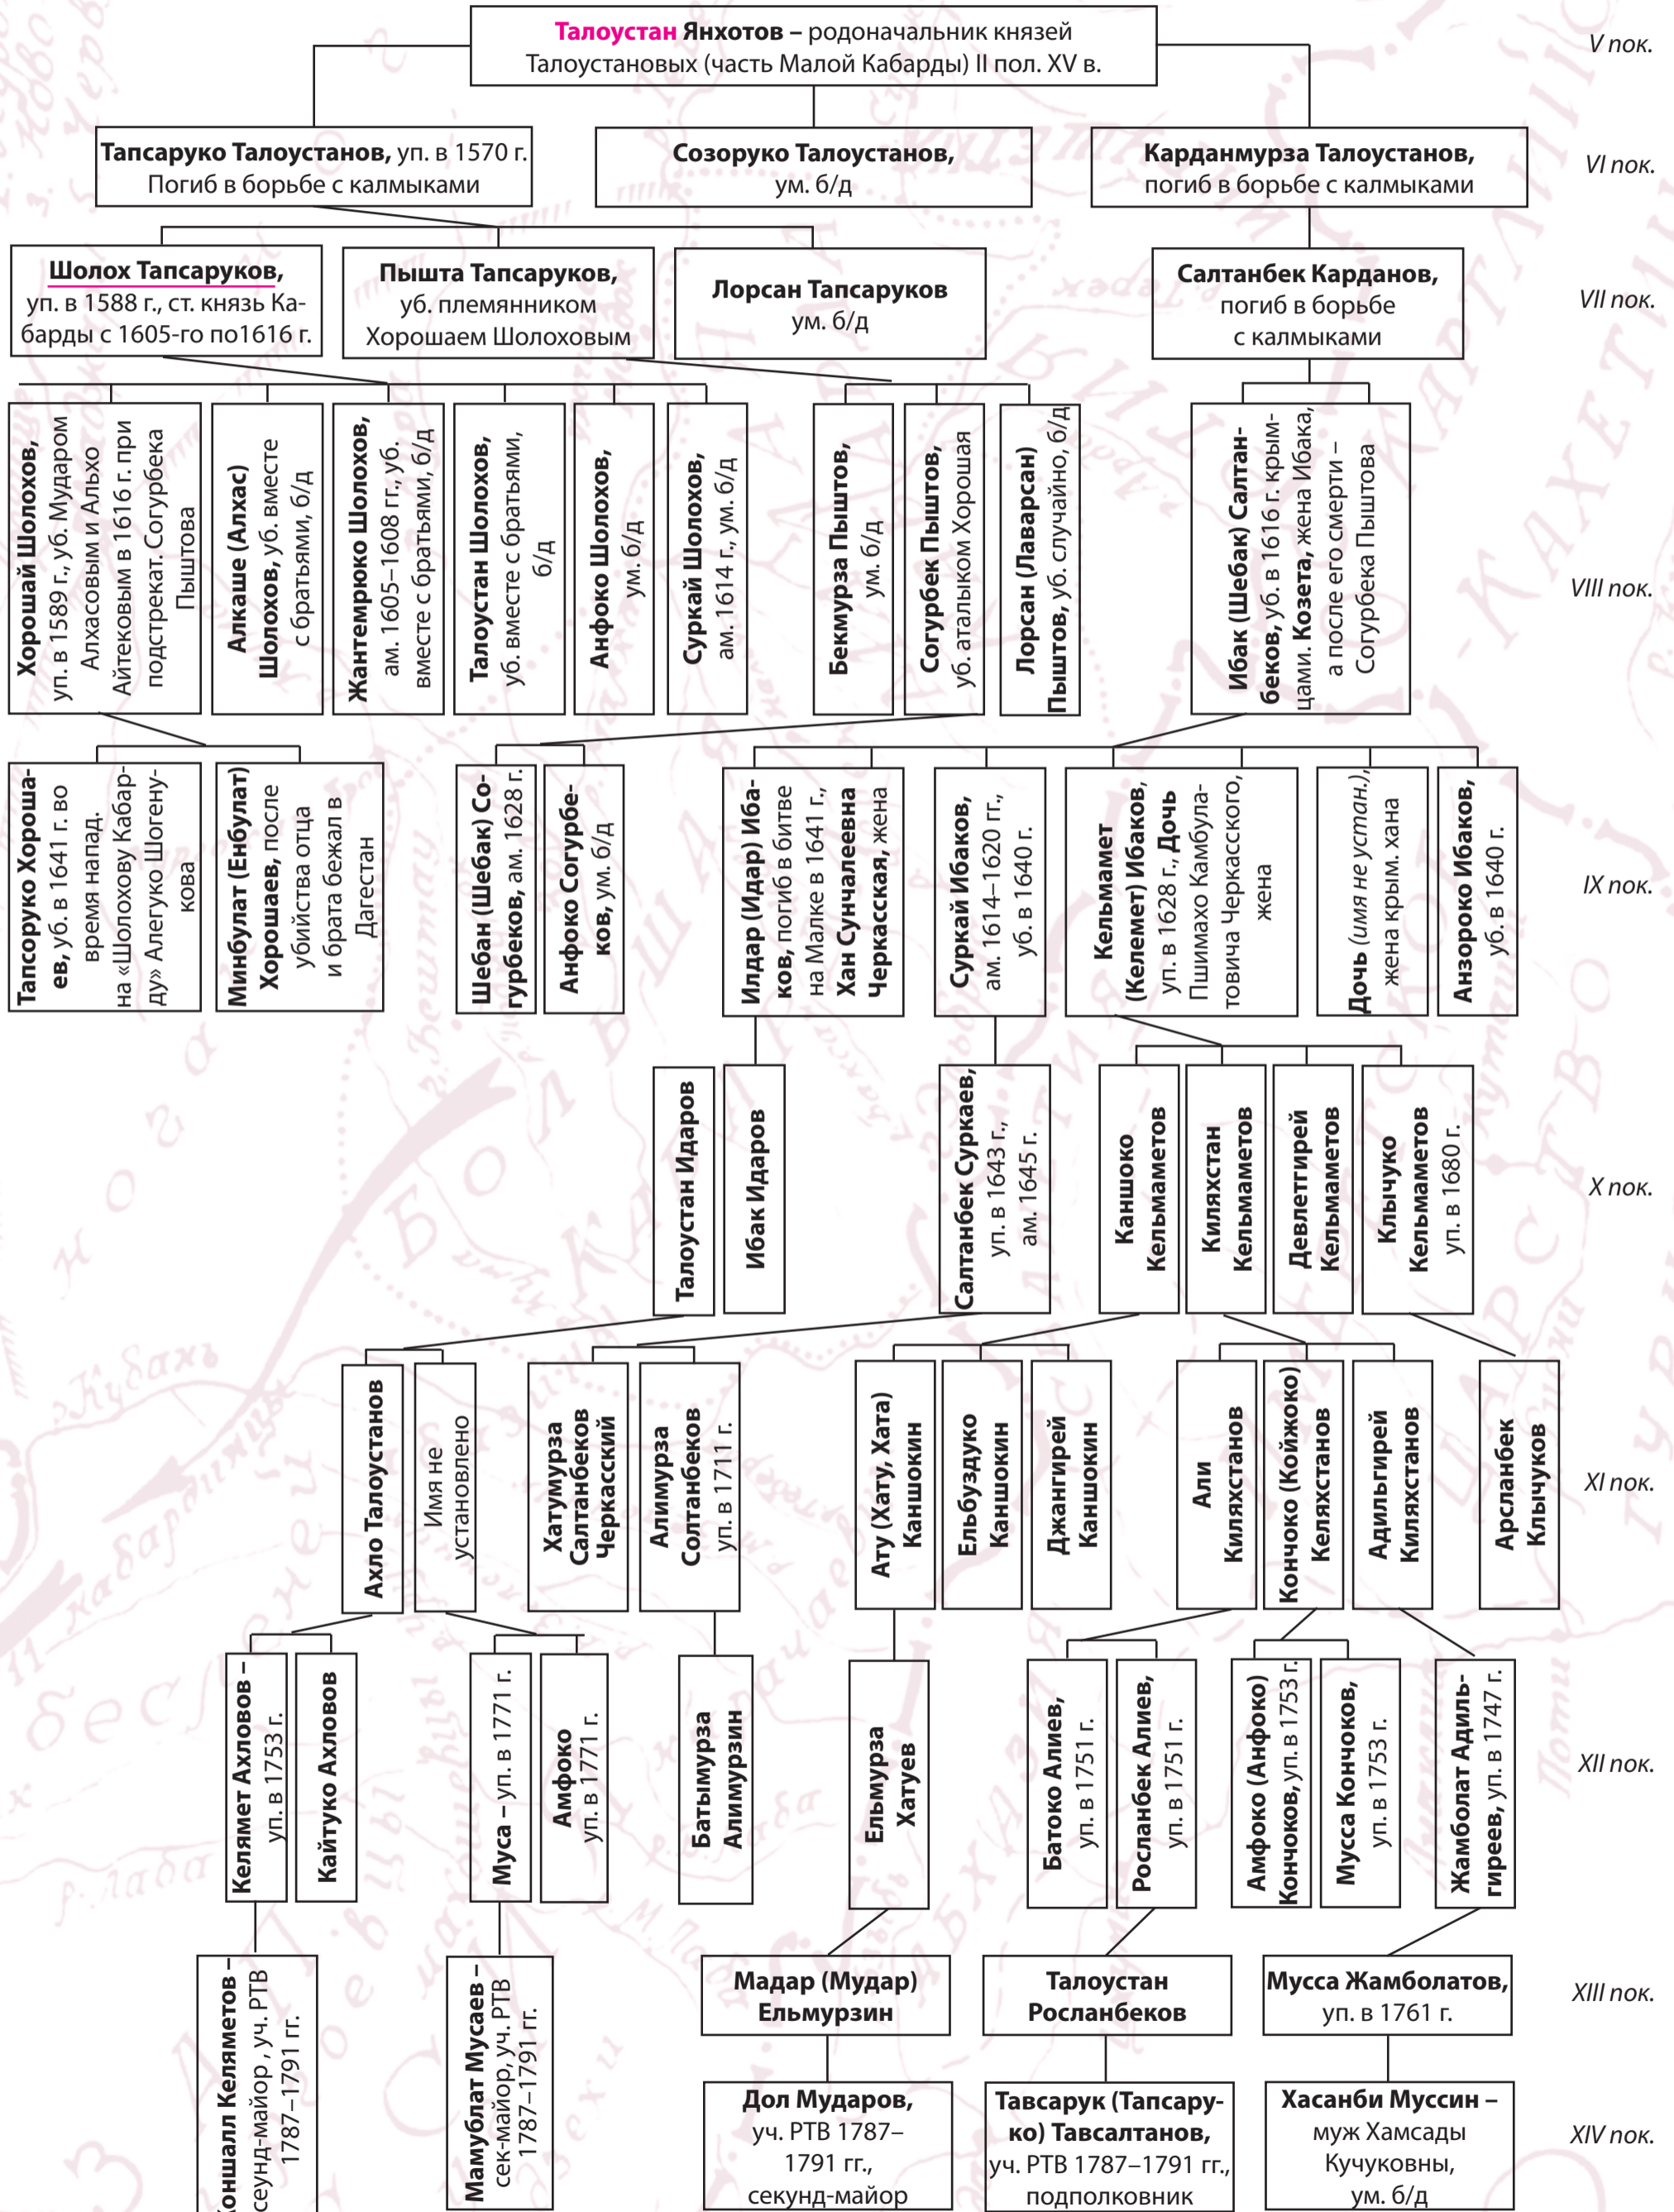 Талоустан Янхотов – родоначальник князей
Талоустановых (часть Малой Кабарды) II пол. XV в.
V пок.
Тапсаруко Талоустанов, уп. в 1570 г.
Погиб в борьбе с калмыками
Созоруко Талоустанов,
ум. б/д
Карданмурза Талоустанов,
погиб в борьбе с калмыками
VI пок.
Шолох Тапсаруков,
уп. в 1588 г., ст. князь Ка-
барды с 1605-го по1616 г.
Пышта Тапсаруков,
уб. племянником
Хорошаем Шолоховым
Лорсан Тапсаруков
ум. б/д
Салтанбек Карданов,
погиб в борьбе
с калмыками
VII пок.
Хорошай Шолохов,
уп. в 1589 г., уб. Мударом
Алхасовым и Альхо
Айтековым в 1616 г. при
подстрекат. Согурбека
Пыштова
Алкаше (Алхас)
Шолохов, уб. вместе
с братьями, б/д
Жантемрюко Шолохов,
ам. 1605–1608 гг., уб.
вместе с братьями, б/д
Талоустан Шолохов,
уб. вместе с братьями,
б/д
Анфоко Шолохов,
ум. б/д
Суркай Шолохов,
ам. 1614 г., ум. б/д
Бекмурза Пыштов,
ум. б/д
Согурбек Пыштов,
уб. аталыком Хорошая
Лорсан (Лаварсан)
Пыштов, уб. случайно, б/д
Ибак (Шебак) Салтан-
беков, уб. в 1616 г. крым-
цами. Козета, жена Ибака,
а после его смерти –
Согурбека Пыштова
VIII пок.
Тапсоруко Хороша-
ев, уб. в 1641 г. во
время напад.
на «Шолохову Кабар-
ду» Алегуко Шогену-
кова
Минбулат (Енбулат)
Хорошаев, после
убийства отца
и брата бежал в
Дагестан
Шебан (Шебак) Со-
гурбеков, ам. 1628 г.
Анфоко Согурбе-
ков, ум. б/д
Илдар (Идар) Иба-
ков, погиб в битве
на Малке в 1641 г.,
Хан Сунчалеевна
Черкасская, жена
Суркай Ибаков,
ам. 1614–1620 гг.,
уб. в 1640 г.
Кельмамет
(Келемет) Ибаков,
уп. в 1628 г., Дочь
Пшимахо Камбула-
товича Черкасского,
жена
Дочь (имя не устан.),
жена крым. хана
Анзороко Ибаков,
уб. в 1640 г.
IX пок.
Талоустан Идаров
Ибак Идаров
Салтанбек Суркаев,
уп. в 1643 г.,
ам. 1645 г.
Каншоко
Кельмаметов
Киляхстан
Кельмаметов
Девлетгирей
Кельмаметов
Клычуко
Кельмаметов
уп. в 1680 г.
X пок.
Ахло Талоустанов
Имя не
установлено
Хатумурза
Салтанбеков
Черкасский
Алимурза
Солтанбеков
уп. в 1711 г.
Ату (Хату, Хата)
Каншокин
Ельбуздуко
Каншокин
Джангирей
Каншокин
Али
Киляхстанов
Кончоко (Койжоко)
Келяхстанов
Адильгирей
Киляхстанов
Арсланбек
Клычуков
XI пок.
Келямет Ахловов –
уп. в 1753 г.
Кайтуко Ахловов
Муса – уп. в 1771 г.
Амфоко
уп. в 1771 г.
Батымурза
Алимурзин
Ельмурза
Хатуев
Батоко Алиев,
уп. в 1751 г.
Росланбек Алиев,
уп. в 1751 г.
Амфоко (Анфоко)
Кончоков, уп. в 1753 г.
Мусса Кончоков,
уп. в 1753 г.
Жамболат Адиль-
гиреев, уп. в 1747 г.
XII пок.
Коншалл Келяметов –
сеунд-майор , уч. РТВ
1787–1791 гг.
Мамублат Мусаев –
сек-майор, уч. РТВ
1787–1791 гг.
Мадар (Мудар)
Ельмурзин
Талоустан
Росланбеков
Мусса Жамболатов,
уп. в 1761 г.
XIII пок.
Дол Мударов,
уч. РТВ 1787–
1791 гг.,
секунд-майор
Тавсарук (Тапсару-
ко) Тавсалтанов,
уч. РТВ 1787–1791 гг.,
подполковник
Хасанби Муссин –
муж Хамсады
Кучуковны,
ум. б/д
XIV пок.